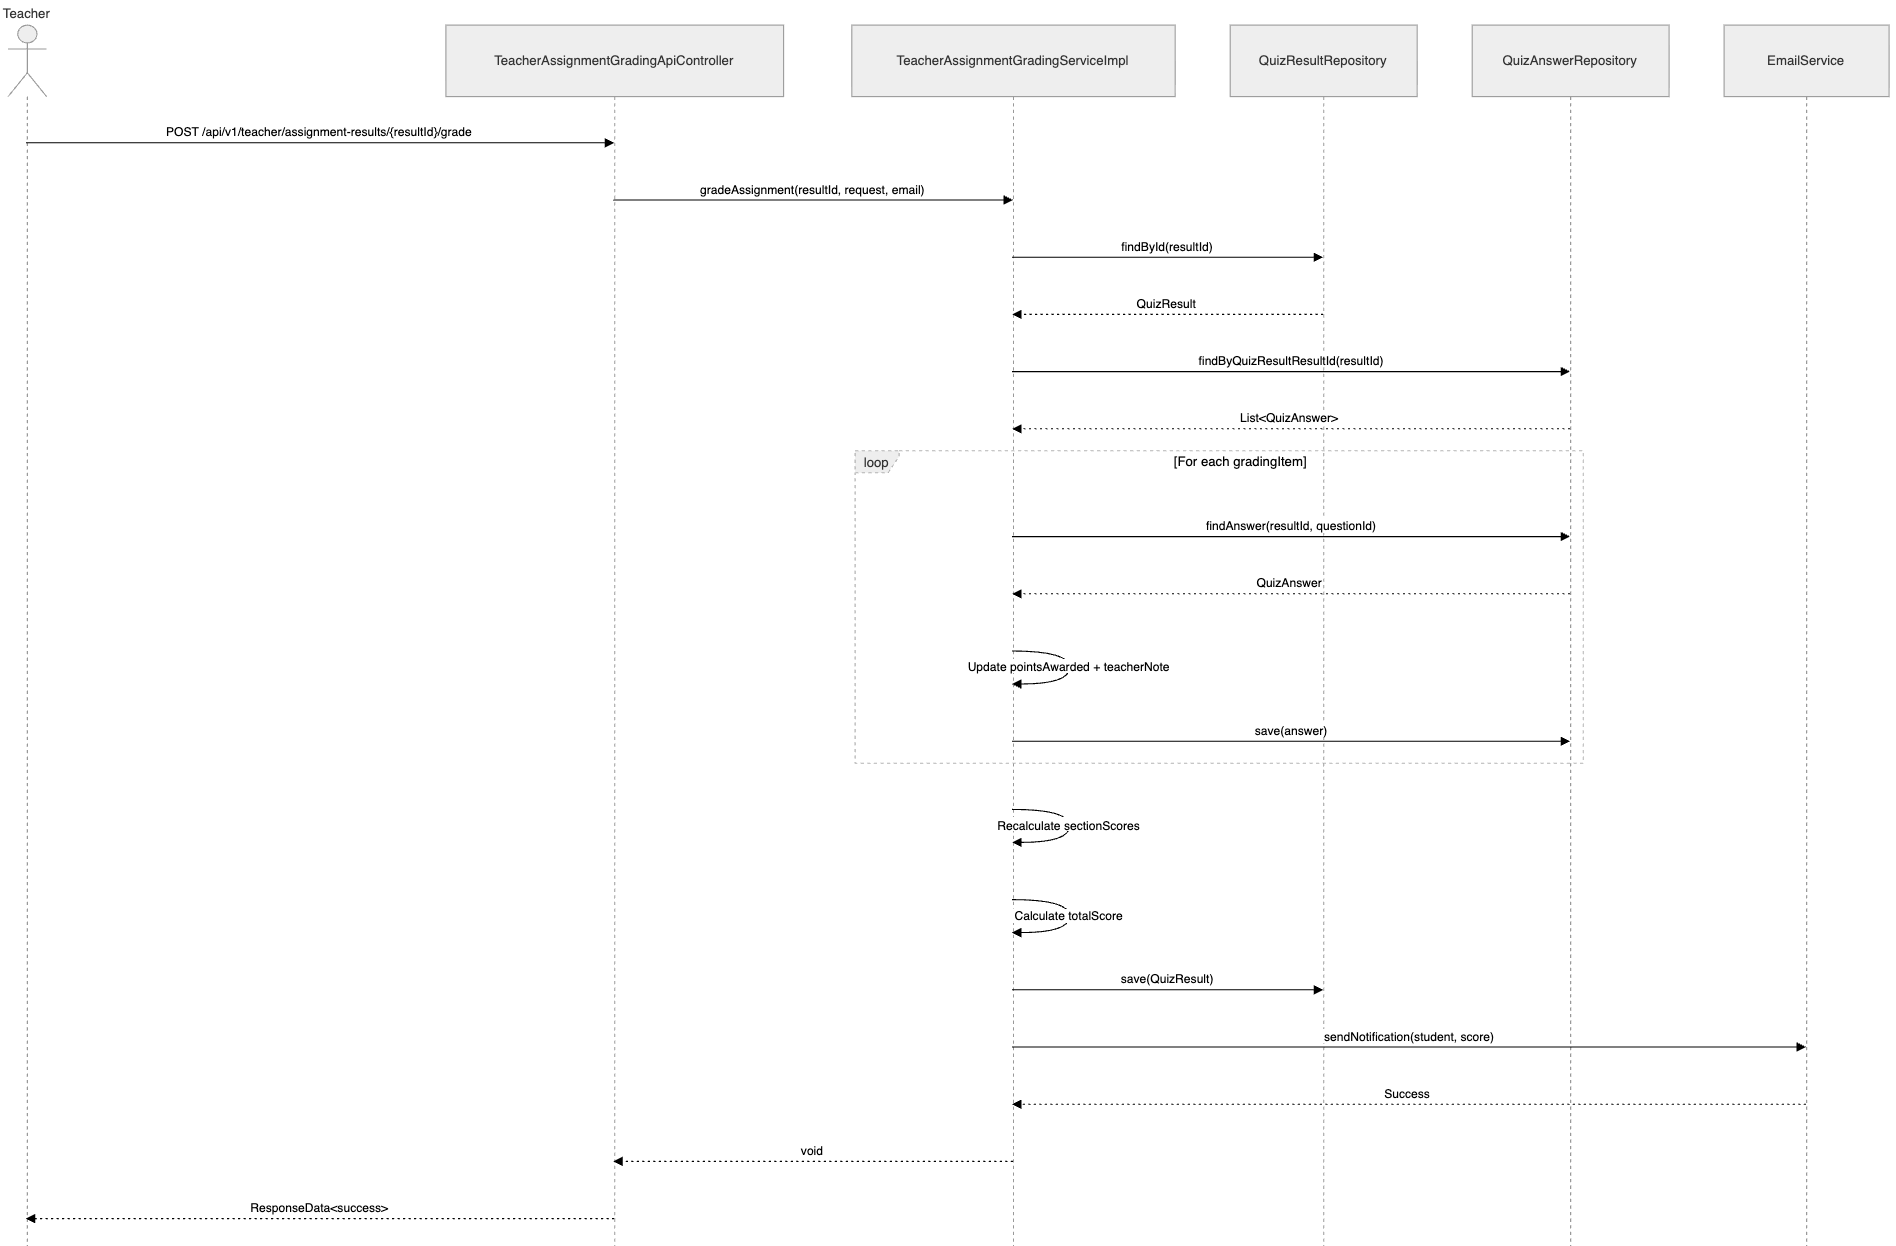 Teacher
TeacherAssignmentGradingApiController
TeacherAssignmentGradingServiceImpl
QuizResultRepository
QuizAnswerRepository
EmailService
POST /api/v1/teacher/assignment-results/{resultId}/grade
gradeAssignment(resultId, request, email)
findById(resultId)
QuizResult
findByQuizResultResultId(resultId)
List<QuizAnswer>
loop
[For each gradingItem]
findAnswer(resultId, questionId)
QuizAnswer
Update pointsAwarded + teacherNote
save(answer)
Recalculate sectionScores
Calculate totalScore
save(QuizResult)
sendNotification(student, score)
Success
void
ResponseData<success>